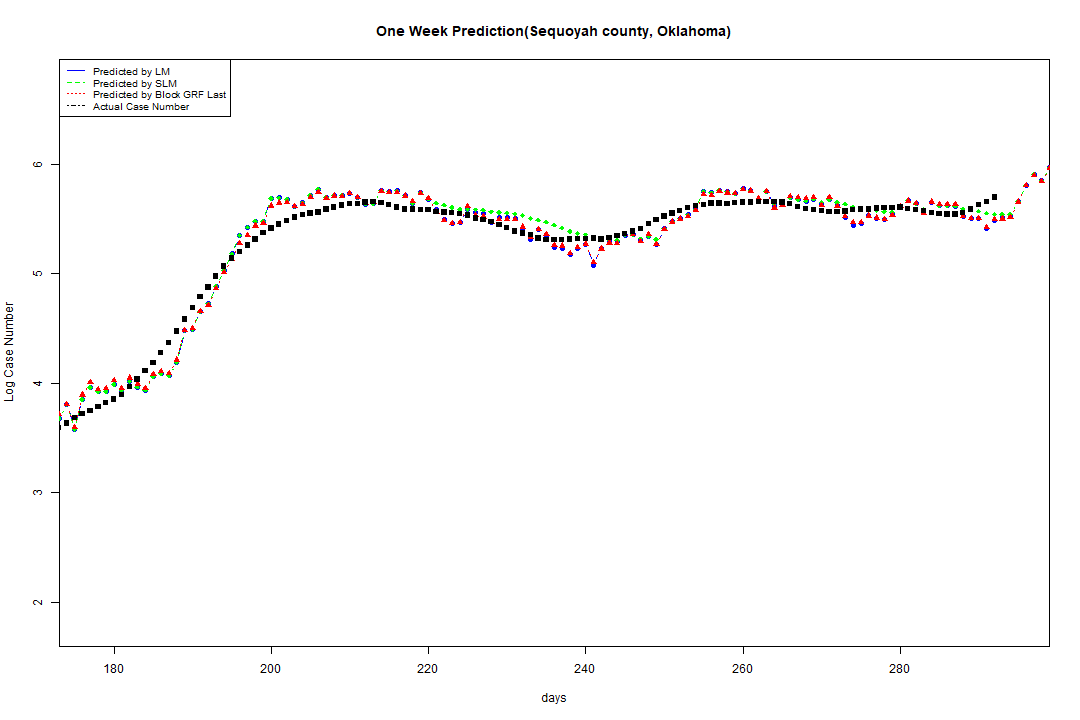 One Week Prediction(Sequoyah county, Oklahoma)
Predicted by LM
Predicted by SLM
Predicted by Block GRF Last
Actual Case Number
6
5
4
3
2
Log Case Number
180 200 220 240 260 280
days